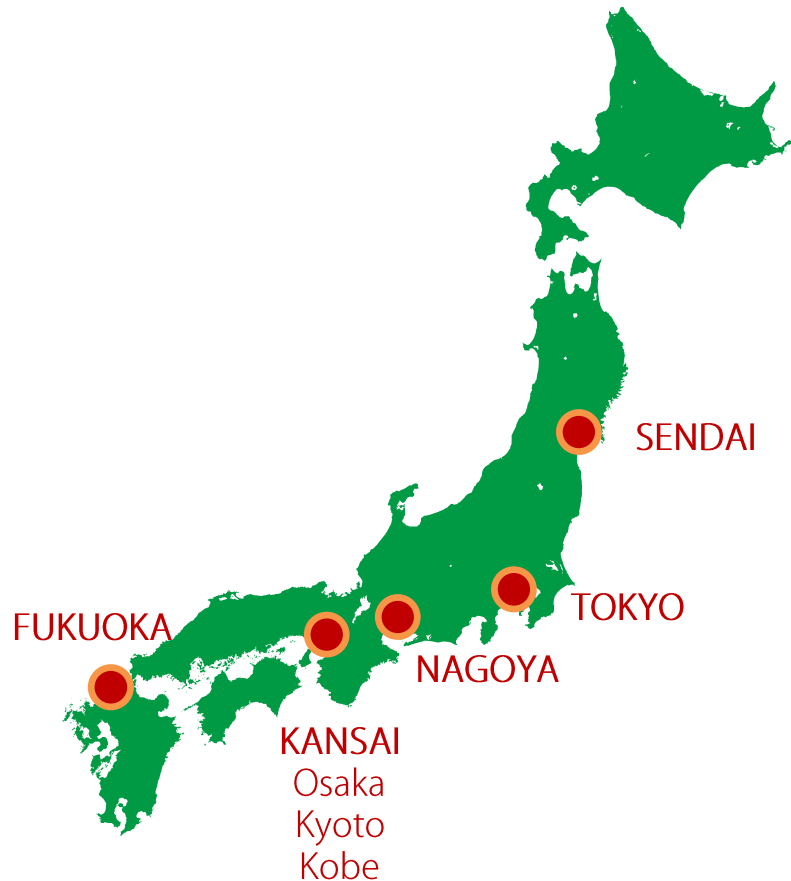 SENDAI
TOKYO
FUKUOKA
NAGOYA
KANSAI
Osaka
Kyoto
Kobe